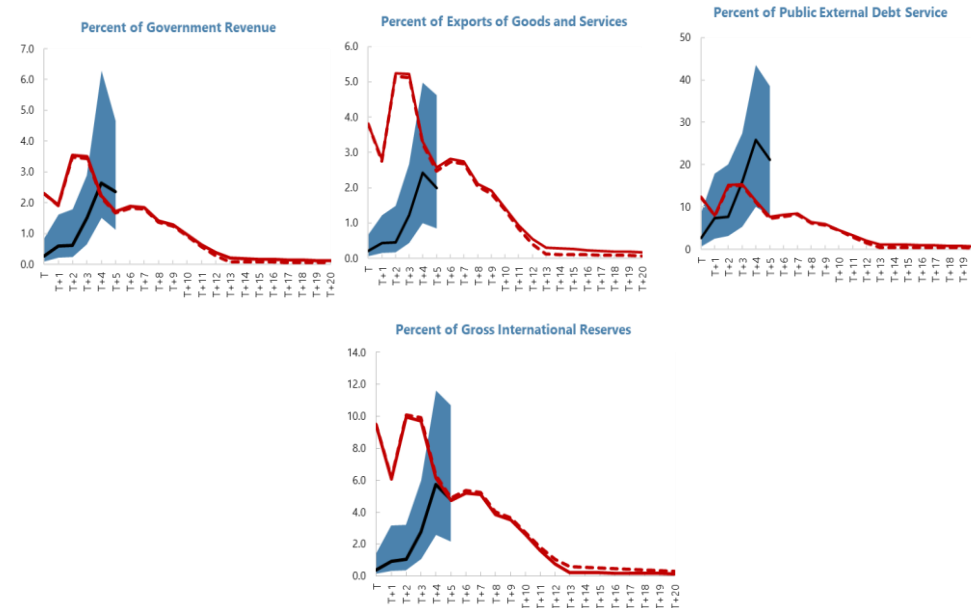 Percent of Government Revenue
7.0
6.0
5.0
4.0
3.0
2.0
1.0
0.0
T
T+1
T+2
T+3
T+4
T+5
T+6
T+7
T+8
T+9
T+10
T+11
T+12
T+13
T+14
T+15
T+16
T+17
T+18
T+19
T+20
Percent of Exports of Goods and Services
6.0
5.0
4.0
3.0
2.0
1.0
0.0
T
T+1
T+2
T+3
T+4
T+5
T+6
T+7
T+8
T+9
T+10
T+11
T+12
T+13
T+14
T+15
T+16
T+17
T+18
T+19
T+20
Percent of Public External Debt Service
50
40
30
20
10
0
T
T+1
T+2
T+3
T+4
T+5
T+6
T+7
T+8
T+9
T+10
T+11
T+12
T+13
T+14
T+15
T+16
T+17
T+18
T+19
Percent of Gross International Reserves
14.0
12.0
10.0
8.0
6.0
4.0
2.0
0.0
T
T+1
T+2
T+3
T+4
T+5
T+6
T+7
T+8
T+9
T+10
T+11
T+12
T+13
T+14
T+15
T+16
T+17
T+18
T+19
T+20